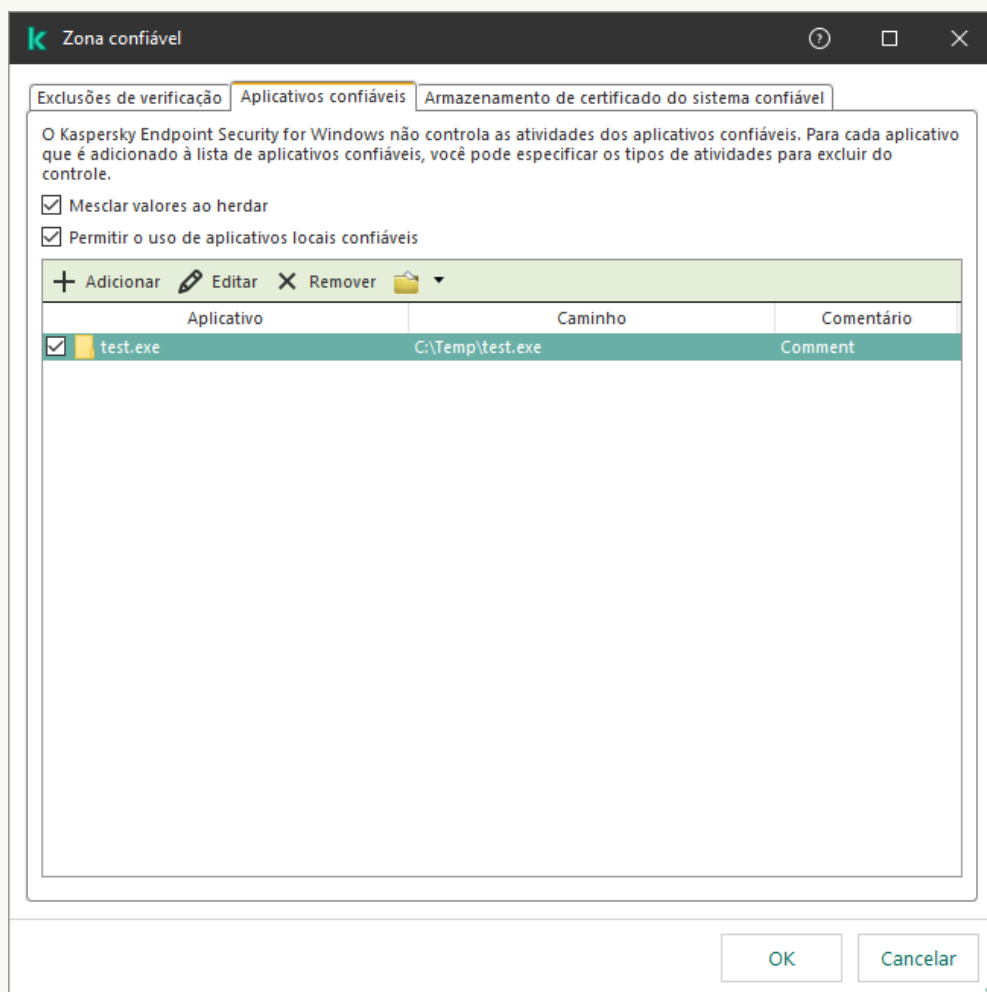 Zona confiável
Exclusões de verificação
Aplicativos confiáveis
Armazenamento de certificado do sistema confiável
O Kaspersky Endpoint Security for Windows não controla as atividades dos aplicativos confiáveis. Para cada aplicativo
que é adicionado à lista de aplicativos confiáveis, você pode especificar os tipos de atividades para excluir do
controle.
Mesclar valores ao herdar
Permitir o uso de aplicativos locais confiáveis
Adicionar Editar Remover
Aplicativo Caminho Comentário
test.exe C:\Temp\test.exe Comment
OK Cancelar